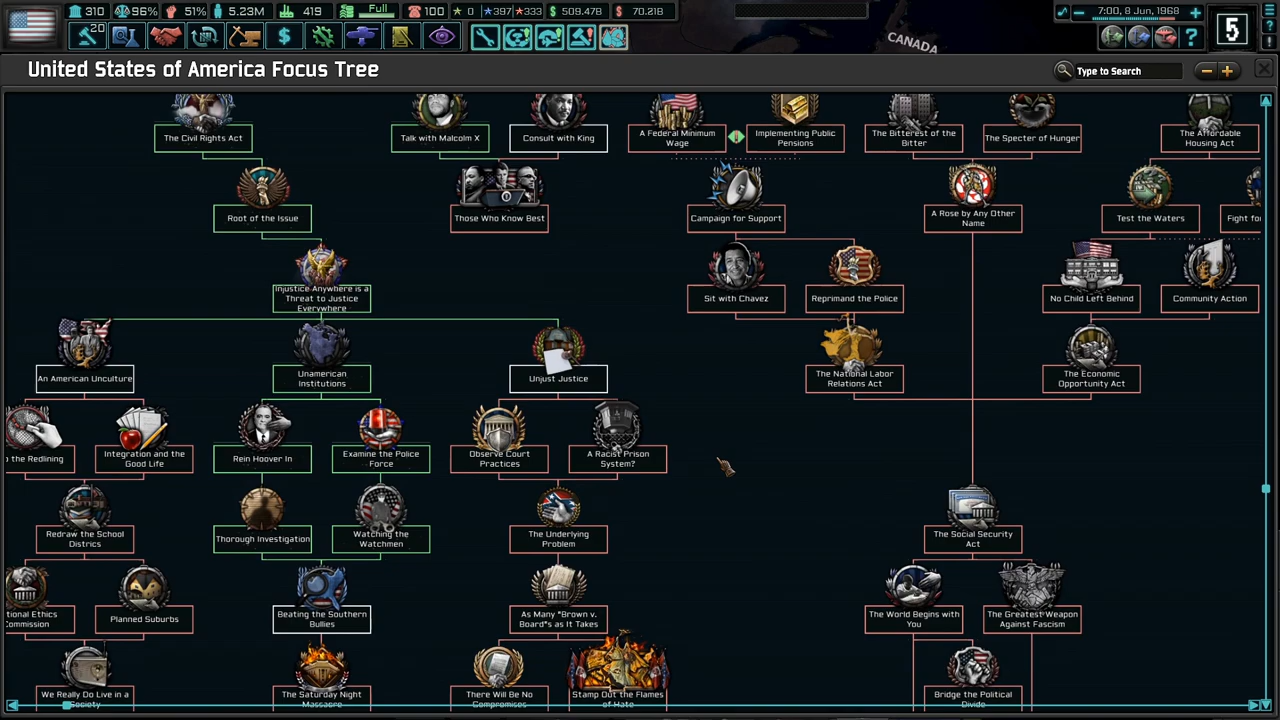 310 96% 51% 5.23M 419 Full 100 0 397 333 $ 509.47B $ 70.21B 7:00, 8 Jun, 1968
20
5
CANADA
United States of America Focus Tree
Type to Search
The Civil Rights Act
Talk with Malcolm X
Consult with King
A Federal Minimum
Wage
Implementing Public
Pensions
The Bitterest of the
Bitter
The Specter of Hunger
The Affordable
Housing Act
Root of the Issue
Those Who Know Best
Campaign for Support
A Rose by Any Other
Name
Test the Waters
Fight fo
Injustice Anywhere is a
Threat to Justice
Everywhere
Sit with Chavez
Reprimand the Police
No Child Left Behind
Community Action
An American Unculture
Unamerican
Institutions
Unjust Justice
The National Labor
Relations Act
The Economic
Opportunity Act
o the Redlining
Integration and the
Good Life
Rein Hoover In
Examine the Police
Force
Observe Court
Practices
A Racist Prison
System?
Redraw the School
Districs
Thorough Investigation
Watching the
Watchmen
The Underlying
Problem
The Social Security
Act
tional Ethics
Commission
Planned Suburbs
Beating the Southern
Bullies
As Many "Brown v.
Board"s as It Takes
The World Begins with
You
The Greatest Weapon
Against Fascism
We Really Do Live in a
Society
The Saturday Night
Massacre
There Will Be No
Compromises
Stamp Out the Flames
of Hate
Bridge the Political
Divide